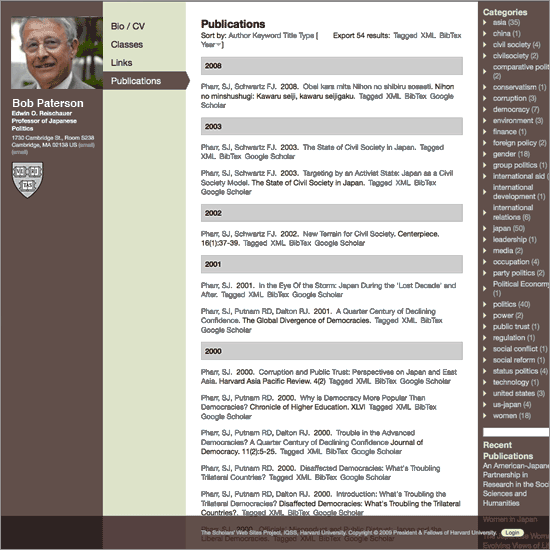 Bob Paterson
Edwin O. Reischauer
Professor of Japanese
Politics
1730 Cambridge St., Room S238
Cambridge, MA 02138 US (email)
(email)
VE RI
TAS
Bio / CV
Classes
Links
Publications
Publications
Sort by: Author Keyword Title Type [
Year ]
Export 54 results: Tagged XML BibTex
2008
Pharr, SJ, Schwartz FJ. 2008. Obei kara mita Nihon no shibiru sosaeti. Nihon
no minshushugi: Kawaru seiji, kawaru seijigaku. Tagged XML BibTex Google
Scholar
2003
Pharr, SJ, Schwartz FJ. 2003. The State of Civil Society in Japan. Tagged
XML BibTex Google Scholar
Pharr, SJ, Schwartz FJ. 2003. Targeting by an Activist State: Japan as a Civil
Society Model. The State of Civil Society in Japan. Tagged XML BibTex
Google Scholar
2002
Pharr, SJ, Schwartz FJ. 2002. New Terrain for Civil Society. Centerpiece.
16(1):37-39. Tagged XML BibTex Google Scholar
2001
Pharr, SJ. 2001. In the Eye Of the Storm: Japan During the 'Lost Decade' and
After. Tagged XML BibTex Google Scholar
Pharr, SJ, Putnam RD, Dalton RJ. 2001. A Quarter Century of Declining
Confidence. The Global Divergence of Democracies. Tagged XML BibTex
Google Scholar
2000
Pharr, SJ. 2000. Corruption and Public Trust: Perspectives on Japan and East
Asia. Harvard Asia Pacific Review. 4(2) Tagged XML BibTex Google Scholar
Pharr, SJ, Putnam RD, Dalton RJ. 2000. Why is Democracy More Popular Than
Democracies? Chronicle of Higher Education. XLVI Tagged XML BibTex
Google Scholar
Pharr, SJ, Putnam RD, Dalton RJ. 2000. Trouble in the Advanced
Democracies? A Quarter Century of Declining Confidence Journal of
Democracy. 11(2):5-25. Tagged XML BibTex Google Scholar
Pharr, SJ, Putnam RD. 2000. Disaffected Democracies: What's Troubling
Trilateral Countries? Tagged XML BibTex Google Scholar
Pharr, SJ, Putnam RD, Dalton RJ. 2000. Introduction: What's Troubling the
Trilateral Democracies? Disaffected Democracies: What's Troubling the Trilateral
Countries?. Tagged XML BibTex Google Scholar
The Scholars' Web Sites Project, IQSS, Harvard University. Copyright © 2009 President & Fellows of Harvard University. Login
Categories
asia (35)
china (1)
civil society (4)
civilsociety (2)
comparative polit
(2)
conservatism (1)
corruption (3)
democracy (7)
environment (3)
finance (1)
foreign policy (2)
gender (18)
group politics (1)
international aid (
international
development (1)
international
relations (6)
japan (50)
leadership (1)
media (2)
occupation (4)
party politics (2)
Political Economy
(1)
politics (40)
power (2)
public trust (1)
regulation (1)
social conflict (1)
social reform (1)
status politics (4)
technology (1)
united states (3)
us-japan (4)
women (18)
Recent
Publications
An American-Japane
Partnership in
Research in the Soci
Sciences and
Humanities
Women in Japan